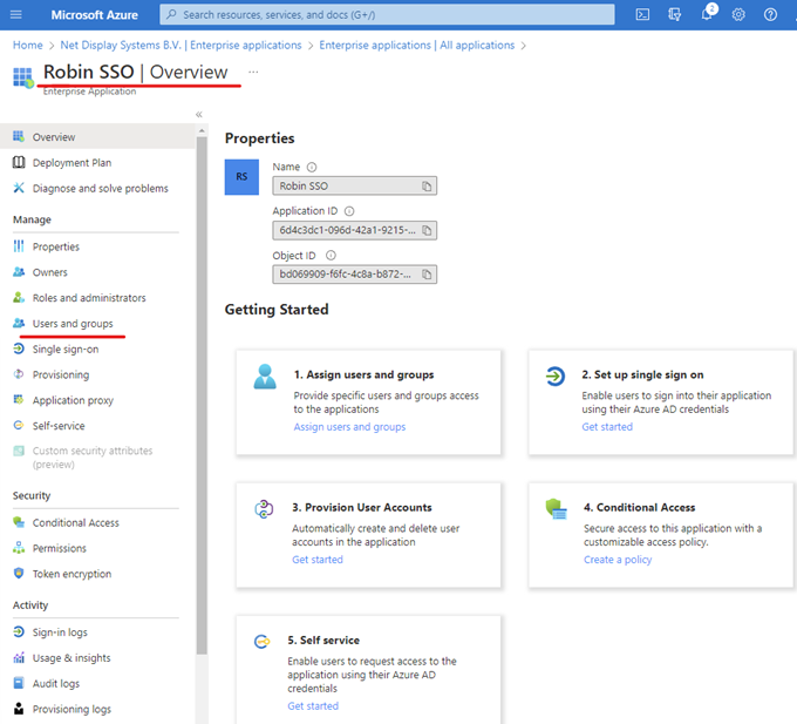 Microsoft Azure
Search resources, services, and docs (G+/)
2
Home > Net Display Systems B.V. | Enterprise applications > Enterprise applications | All applications >
Robin SSO | Overview ...
Enterprise Application
«
Overview
Deployment Plan
Diagnose and solve problems
Manage
Properties
Owners
Roles and administrators
Users and groups
Single sign-on
Provisioning
Application proxy
Self-service
Custom security attributes
(preview)
Security
Conditional Access
Permissions
Token encryption
Activity
Sign-in logs
Usage & insights
Audit logs
Provisioning logs
Properties
RS
Name
Robin SSO
Application ID
6d4c3dc1-096d-42a1-9215-...
Object ID
bd069909-f6fc-4c8a-b872-...
Getting Started
1. Assign users and groups
Provide specific users and groups access
to the applications
Assign users and groups
2. Set up single sign on
Enable users to sign into their application
using their Azure AD credentials
Get started
3. Provision User Accounts
Automatically create and delete user
accounts in the application
Get started
4. Conditional Access
Secure access to this application with a
customizable access policy.
Create a policy
5. Self service
Enable users to request access to the
application using their Azure AD
credentials
Get started